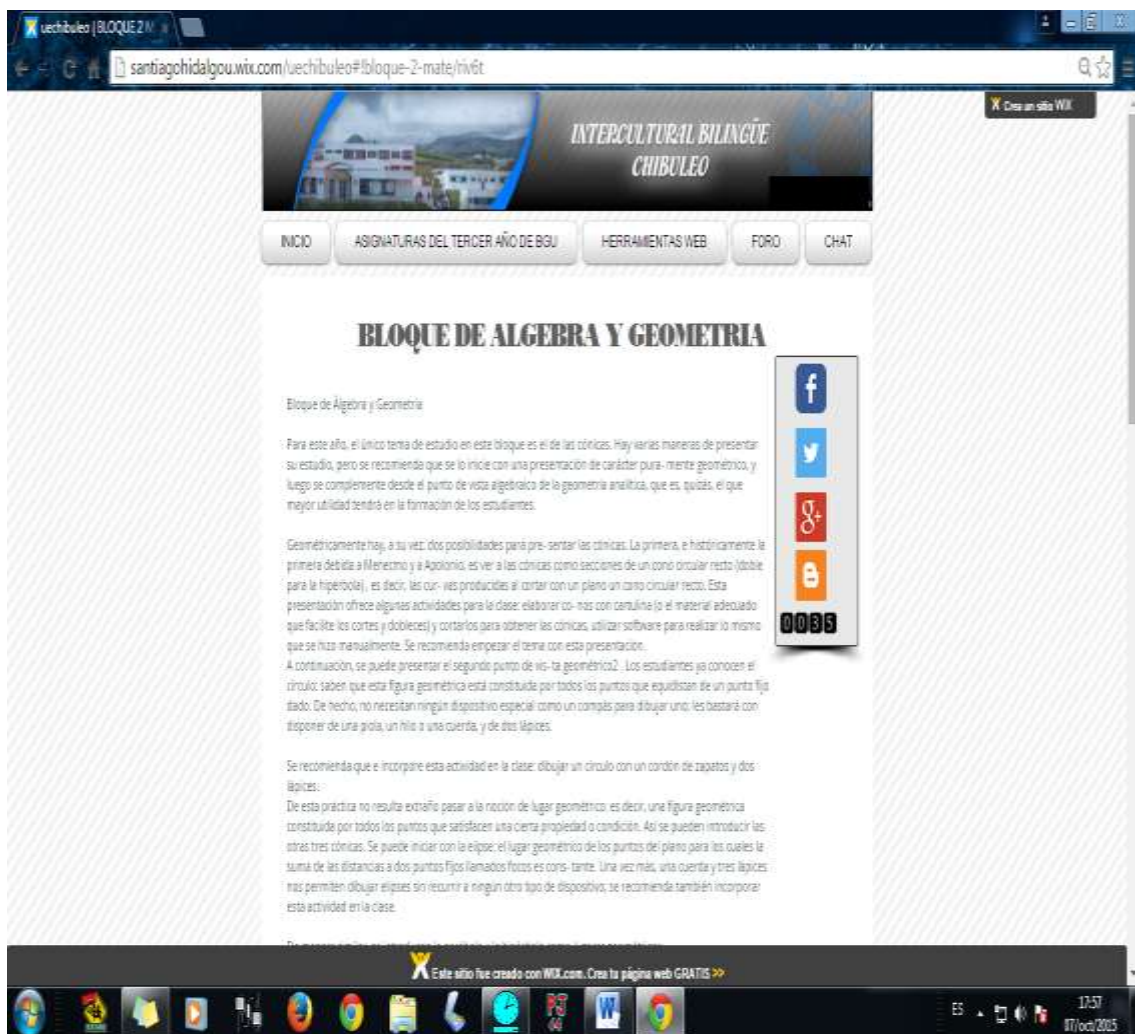 uechibuleo | BLOQUE 2 M
santiagohidalgou.wix.com/uechibuleo#!bloque-2-mate/riv6t
Crea un sitio WIX
INTERCULTURAL BILINGÜE
CHIBULEO
INICIO
ASIGNATURAS DEL TERCER AÑO DE BGU
HERRAMIENTAS WEB
FORO
CHAT
BLOQUE DE ALGEBRA Y GEOMETRIA
Bloque de Álgebra y Geometría
Para este año, el único tema de estudio en este bloque es el de las cónicas. Hay varias maneras de presentar
su estudio, pero se recomienda que se lo inicie con una presentación de carácter pura- mente geométrico, y
luego se complemente desde el punto de vista algebraico de la geometría analítica, que es, quizás, el que
mayor utilidad tendrá en la formación de los estudiantes.
Geométricamente hay, a su vez, dos posibilidades para pre- sentar las cónicas. La primera, e históricamente la
primera debida a Menecmo y a Apolonio, es ver a las cónicas como secciones de un cono circular recto (doble
para la hipérbola), es decir, las cur- vas producidas al cortar con un plano un cono circular recto. Esta
presentación ofrece algunas actividades para la clase: elaborar co- nos con cartulina (o el material adecuado
que facilite los cortes y dobleces) y cortarlos para obtener las cónicas, utilizar software para realizar lo mismo
que se hizo manualmente. Se recomienda empezar el tema con esta presentación.
A continuación, se puede presentar el segundo punto de vis- ta geométrico2 . Los estudiantes ya conocen el
círculo: saben que esta figura geométrica está constituida por todos los puntos que equidistan de un punto fijo
dado. De hecho, no necesitan ningún dispositivo especial como un compás para dibujar uno: les bastará con
disponer de una piola, un hilo o una cuerda, y de dos lápices.
Se recomienda que e incorpore esta actividad en la clase: dibujar un círculo con un cordón de zapatos y dos
lápices.
De esta práctica no resulta extraño pasar a la noción de lugar geométrico: es decir, una figura geométrica
constituida por todos los puntos que satisfacen una cierta propiedad o condición. Así se pueden introducir las
otras tres cónicas. Se puede iniciar con la elipse: el lugar geométrico de los puntos del plano para los cuales la
suma de las distancias a dos puntos fijos llamados focos es cons- tante. Una vez más, una cuerda y tres lápices
nos permiten dibujar elipses sin recurrir a ningún otro tipo de dispositivo; se recomienda también incorporar
esta actividad en la clase.
0035
Este sitio fue creado con WIX.com. Crea tu página web GRATIS >>
ES
17:57
07/oct/2015